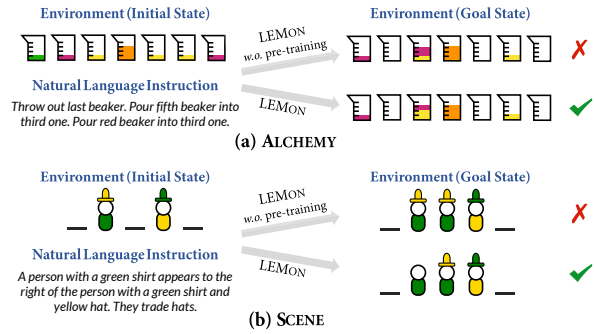 Environment (Initial State)
LEMON
w.o. pre-training
Environment (Goal State)
✗
Natural Language Instruction
Throw out last beaker. Pour fifth beaker into
third one. Pour red beaker into third one.
LEMON
✓
(a) ALCHEMY
Environment (Initial State)
LEMON
w.o. pre-training
Environment (Goal State)
✗
Natural Language Instruction
A person with a green shirt appears to the
right of the person with a green shirt and
yellow hat. They trade hats.
LEMON
✓
(b) SCENE